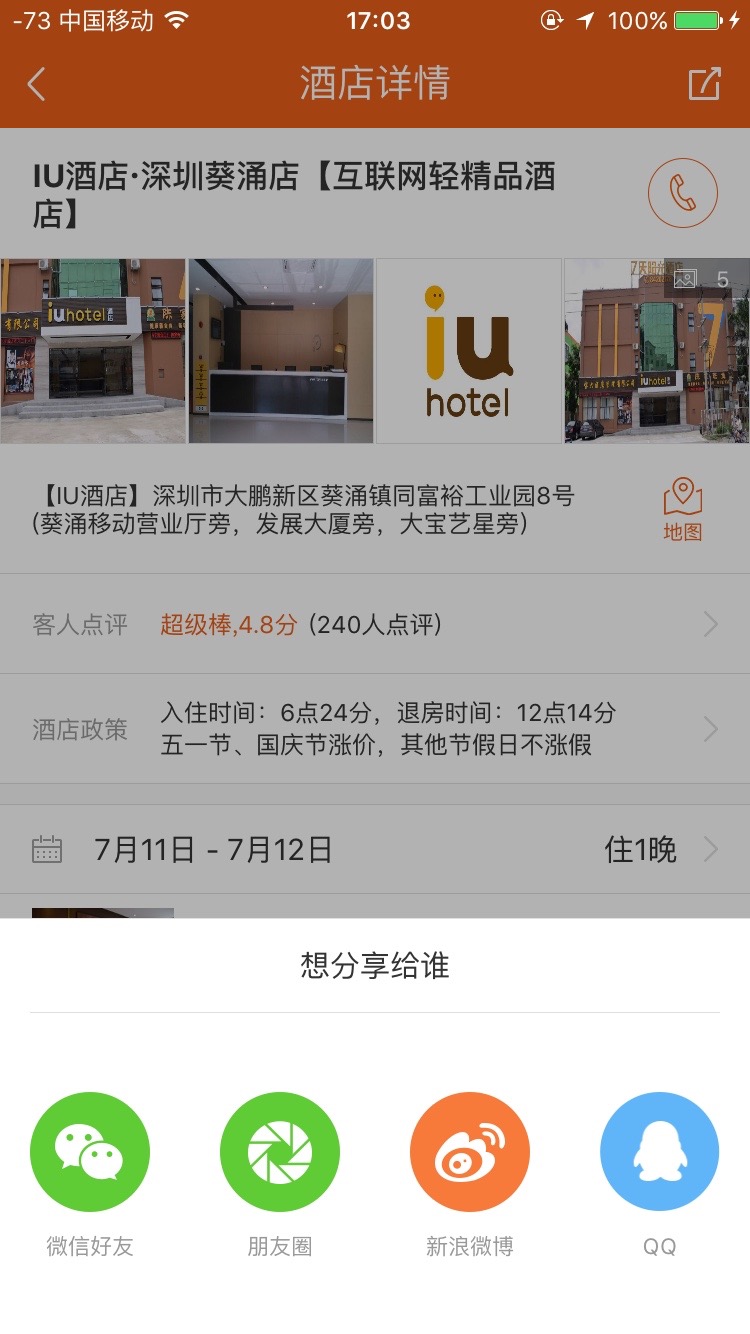 -73 中国移动 17:03 100%
酒店详情
IU酒店·深圳葵涌店【互联网轻精品酒
店】
iuhotel
有限公司
iu
hotel
5
7
iuhotel
【IU酒店】深圳市大鹏新区葵涌镇同富裕工业园8号
(葵涌移动营业厅旁，发展大厦旁，大宝艺星旁)
地图
客人点评 超级棒,4.8分 (240人点评)
酒店政策
入住时间：6点24分，退房时间：12点14分
五一节、国庆节涨价，其他节假日不涨假
7月11日 - 7月12日 住1晚
想分享给谁
微信好友 朋友圈 新浪微博 QQ